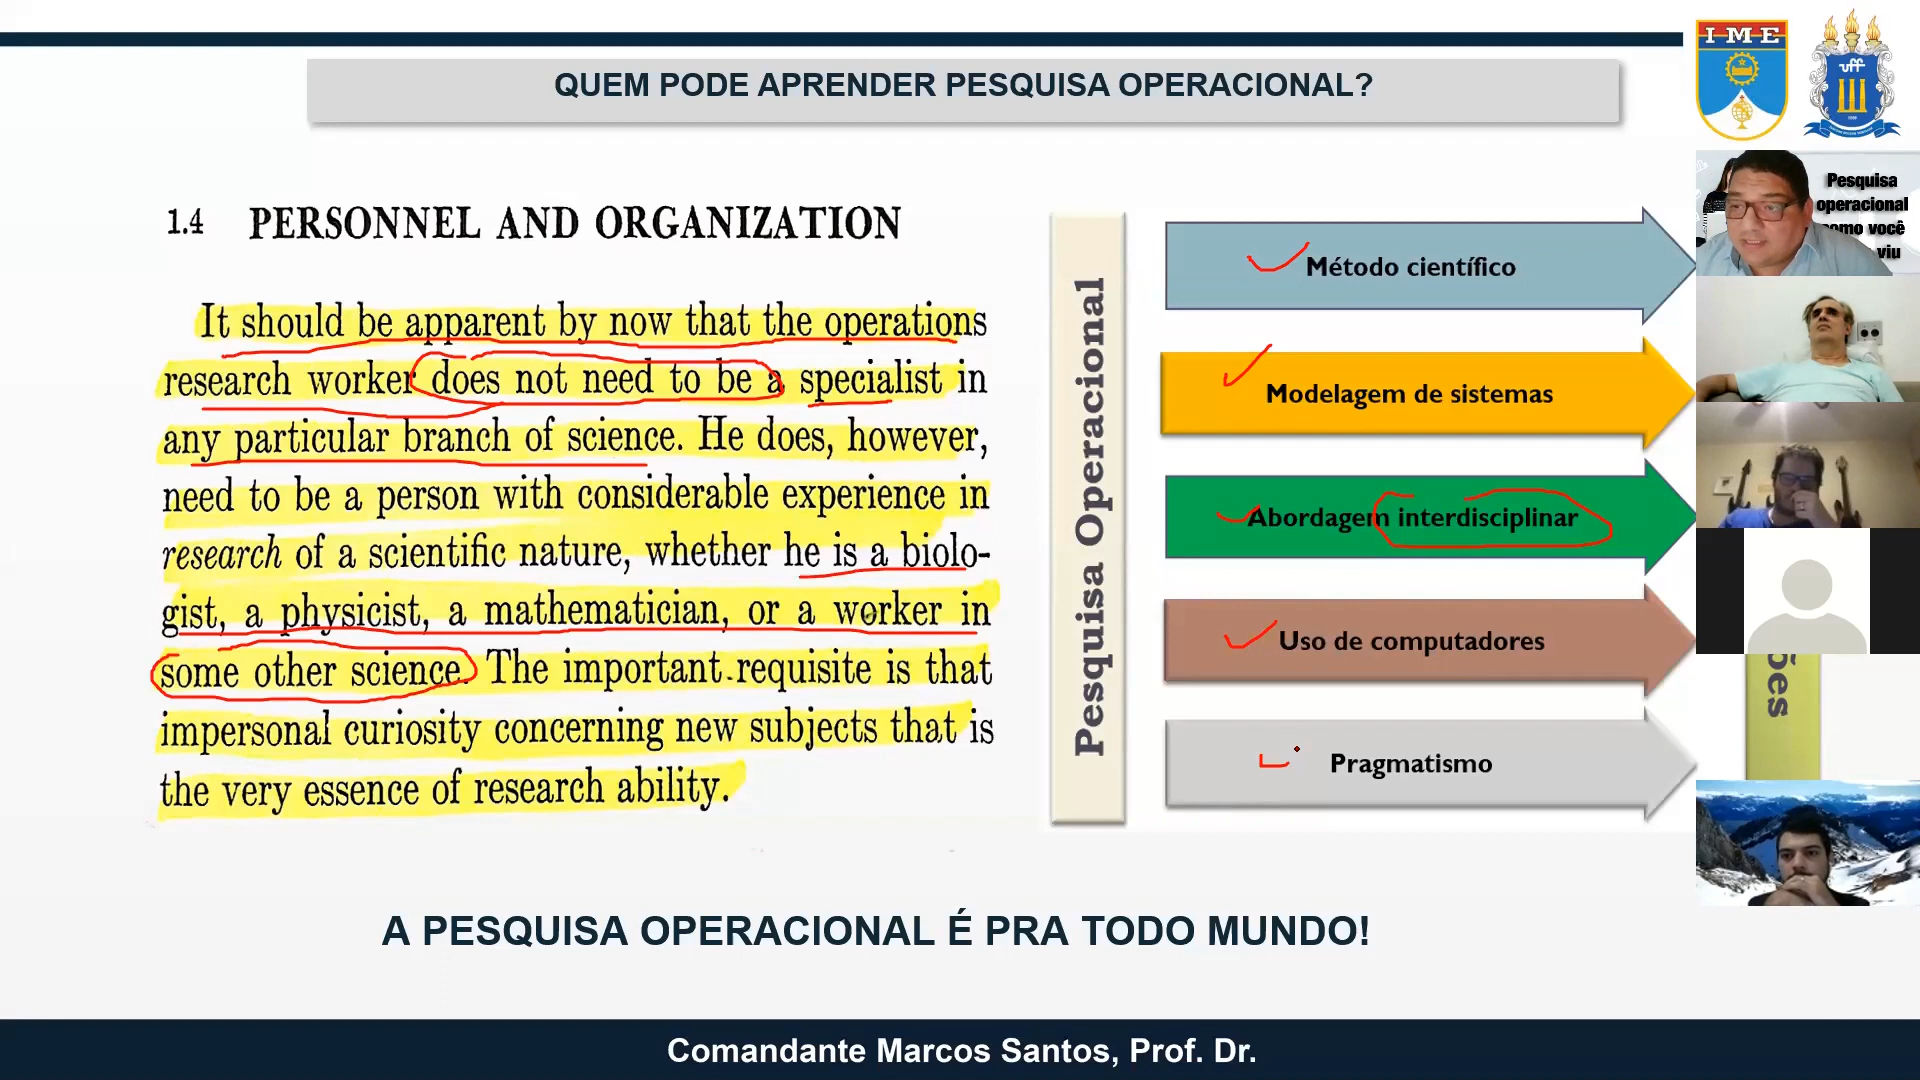 QUEM PODE APRENDER PESQUISA OPERACIONAL?
IME
uff
1.4 PERSONNEL AND ORGANIZATION
It should be apparent by now that the operations
research worker does not need to be a specialist in
any particular branch of science. He does, however,
need to be a person with considerable experience in
research of a scientific nature, whether he is a biolo-
gist, a physicist, a mathematician, or a worker in
some other science. The important requisite is that
impersonal curiosity concerning new subjects that is
the very essence of research ability.
Pesquisa Operacional
Método científico
Modelagem de sistemas
Abordagem interdisciplinar
Uso de computadores
Pragmatismo
Pesquisa
operacional
omo você
viu
ões
A PESQUISA OPERACIONAL É PRA TODO MUNDO!
Comandante Marcos Santos, Prof. Dr.